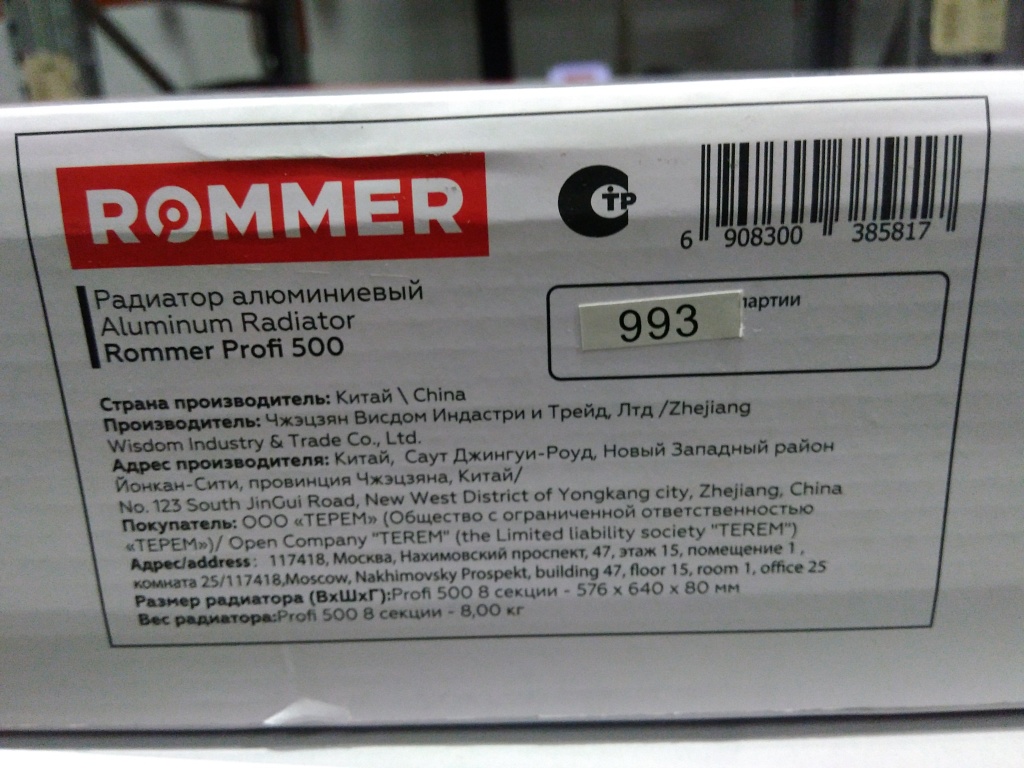 ROMMER
ТР
6 908300 385817
Радиатор алюминиевый
Aluminum Radiator
Rommer Profi 500
партии
993
Страна производитель: Китай \ China
Производитель: Чжэцзян Висдом Индастри и Трейд, Лтд /Zhejiang
Wisdom Industry & Trade Co., Ltd.
Адрес производителя: Китай, Саут Джингуи-Роуд, Новый Западный район
Йонкан-Сити, провинция Чжэцзяна, Китай/
No. 123 South JinGui Road, New West District of Yongkang city, Zhejiang, China
Покупатель: ООО «ТЕРЕМ» (Общество с ограниченной ответственностью
«ТЕРЕМ»)/ Open Company "TEREM" (the Limited liability society "TEREM")
Адрес/address: 117418, Москва, Нахимовский проспект, 47, этаж 15, помещение 1 ,
комната 25/117418,Moscow, Nakhimovsky Prospekt, building 47, floor 15, room 1, office 25
Размер радиатора (ВхШхГ):Profi 500 8 секции - 576 x 640 x 80 мм
Вес радиатора:Profi 500 8 секции - 8,00 кг